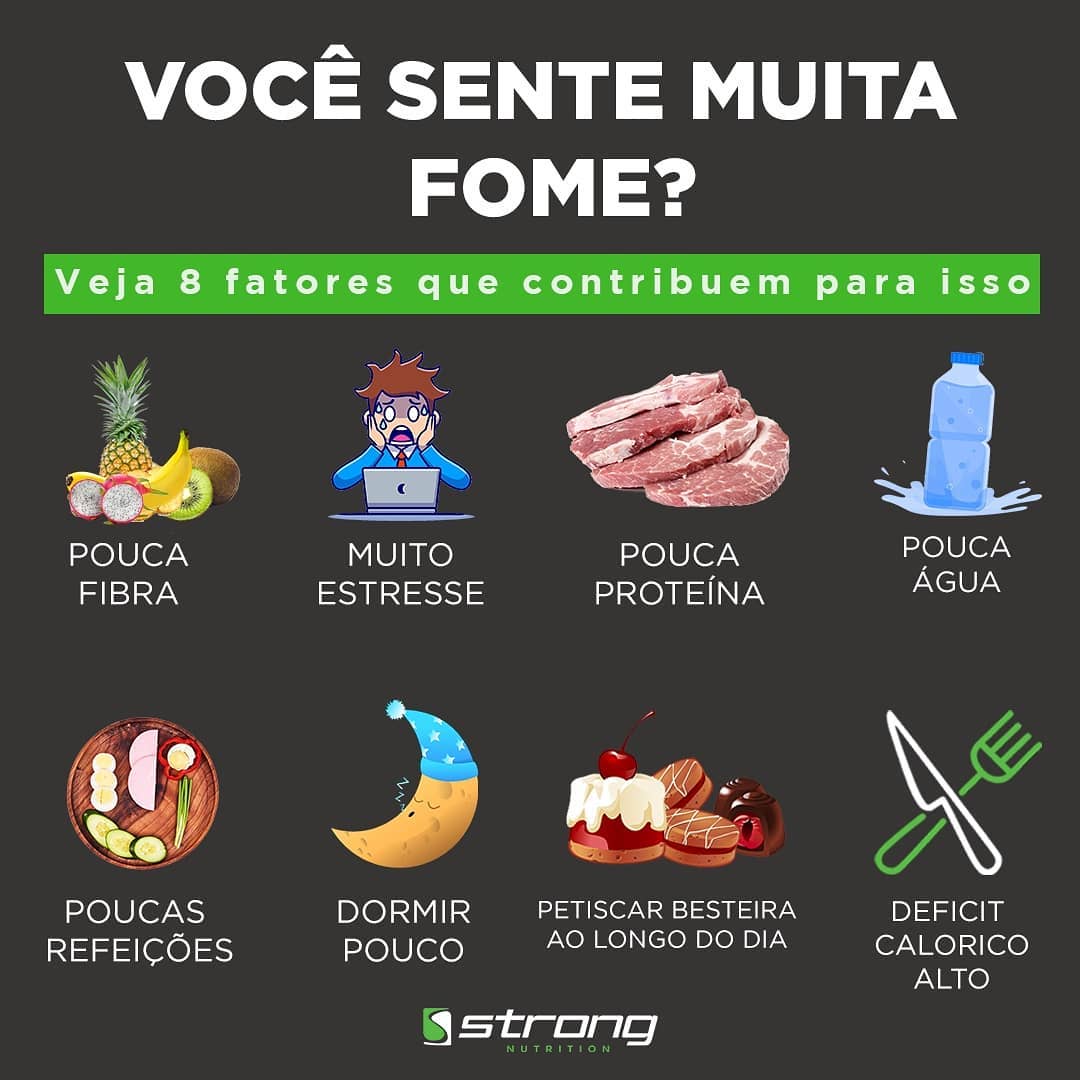 VOCÊ SENTE MUITA
FOME?
Veja 8 fatores que contribuem para isso
POUCA
FIBRA
MUITO
ESTRESSE
POUCA
PROTEÍNA
POUCA
ÁGUA
POUCAS
REFEIÇÕES
DORMIR
POUCO
PETISCAR BESTEIRA
AO LONGO DO DIA
DEFICIT
CALORICO
ALTO
strong
NUTRITION